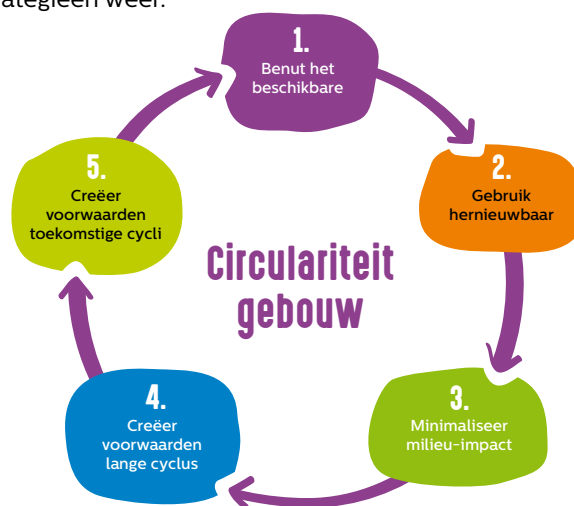 ategieën weer.
1.
Benut het
beschikbare
2.
Gebruik
hernieuwbaar
3.
Minimaliseer
milieu-impact
4.
Creëer
voorwaarden
lange cyclus
5.
Creëer
voorwaarden
toekomstige cycli
Circulariteit
gebouw